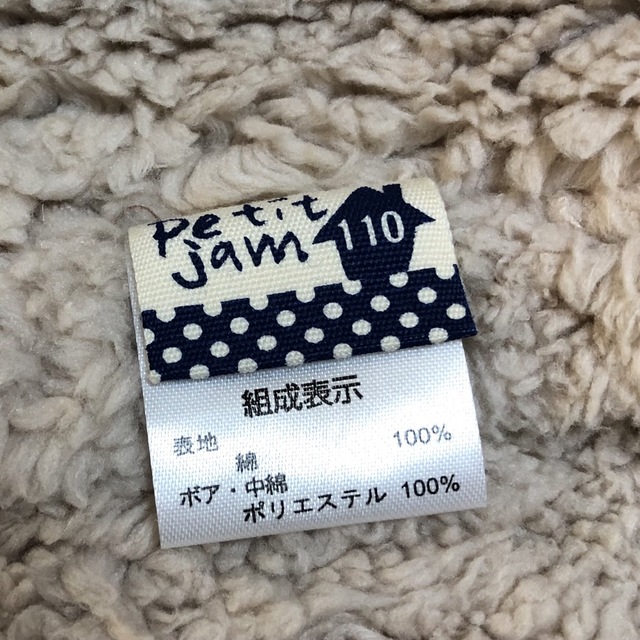 petit
jam 110
組成表示
表地
綿 100%
ボア・中綿
ポリエステル 100%